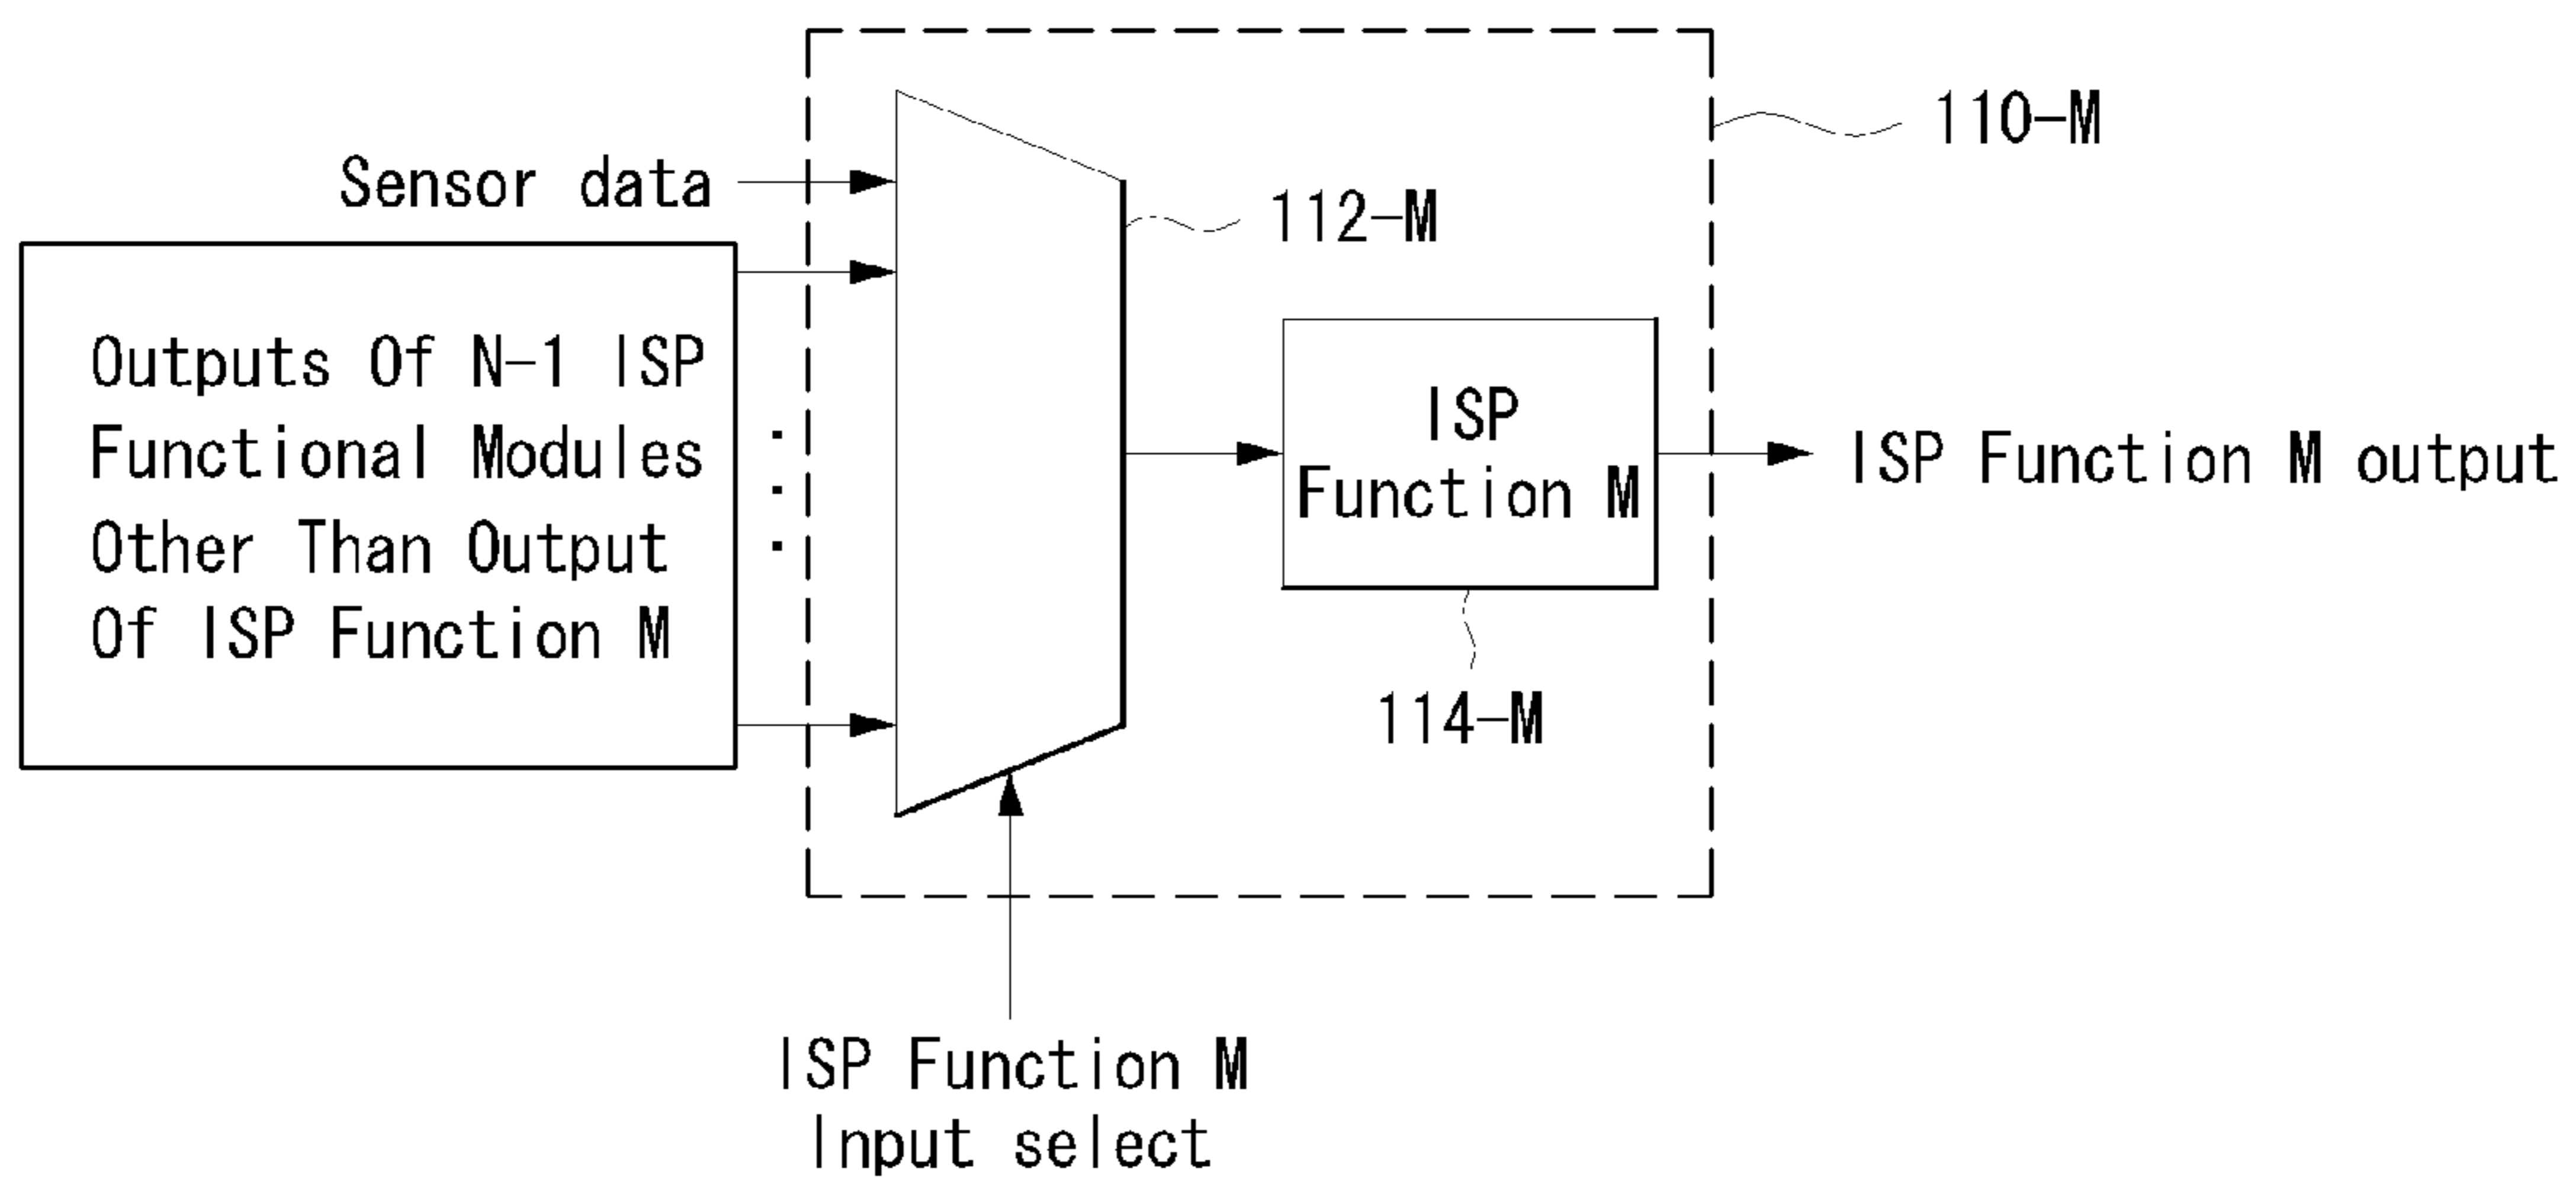 110-M
Sensor data
112-M
Outputs Of N-1 ISP
Functional Modules
Other Than Output
Of ISP Function M
ISP
Function M
ISP Function M output
114-M
ISP Function M
Input select